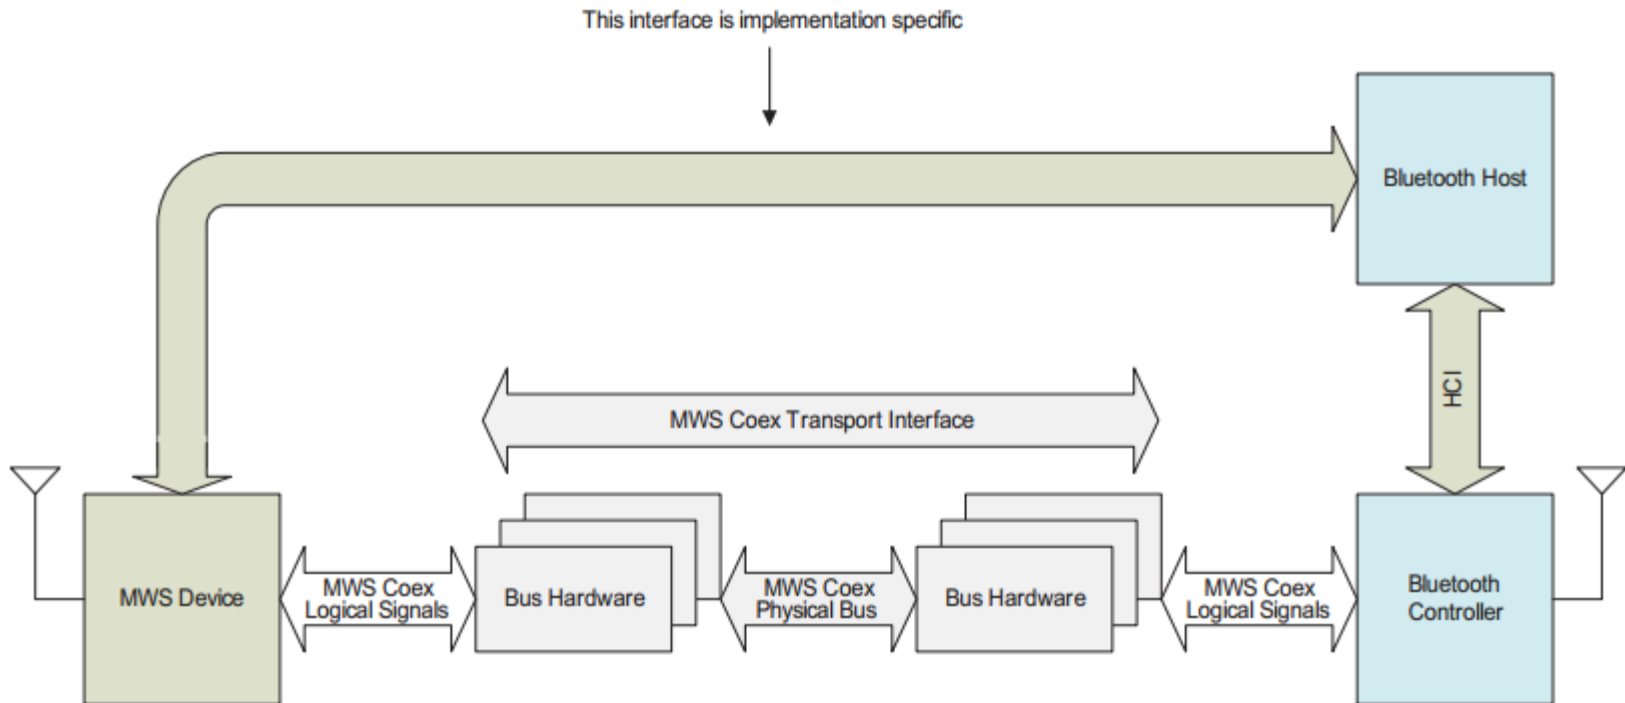 This interface is implementation specific
Bluetooth Host
HCI
MWS Coex Transport Interface
MWS Device
MWS Coex
Logical Signals
Bus Hardware
MWS Coex
Physical Bus
Bus Hardware
MWS Coex
Logical Signals
Bluetooth
Controller